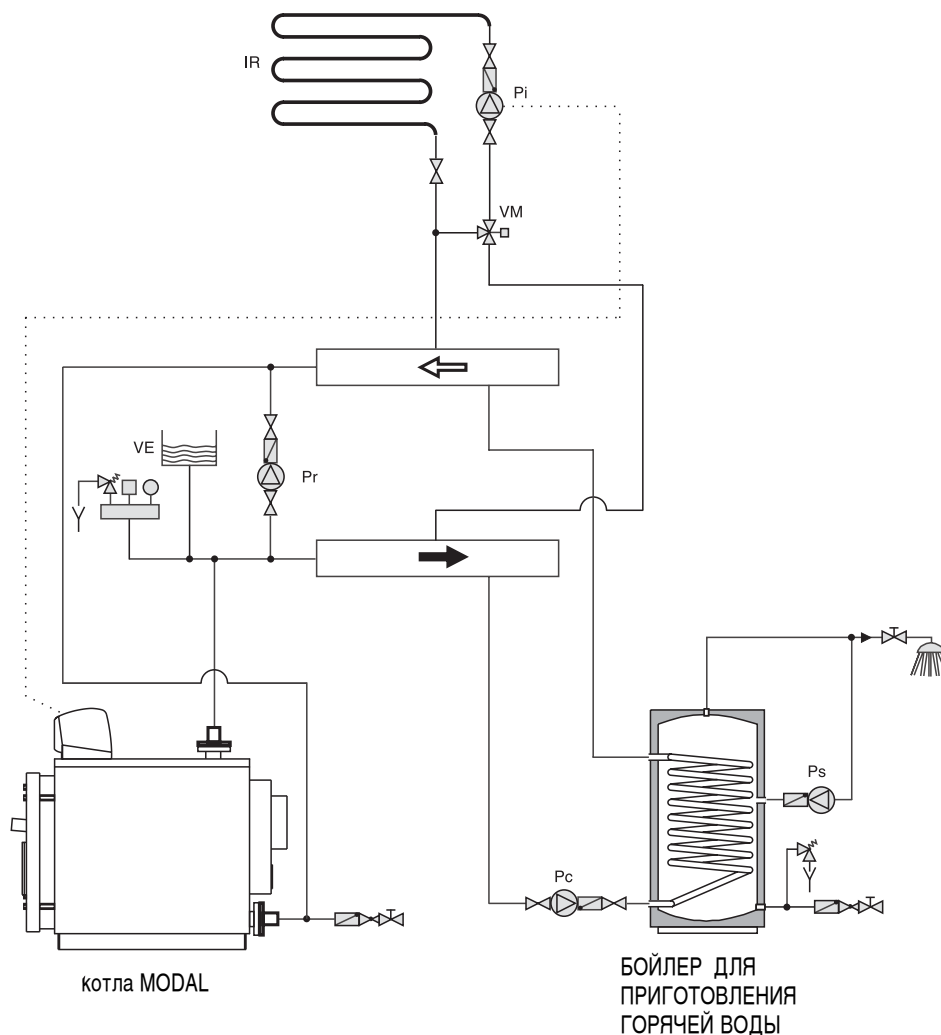 IR
Pi
VM
VE
Pr
Ps
Pc
котла MODAL
БОЙЛЕР ДЛЯ
ПРИГОТОВЛЕНИЯ
ГОРЯЧЕЙ ВОДЫ